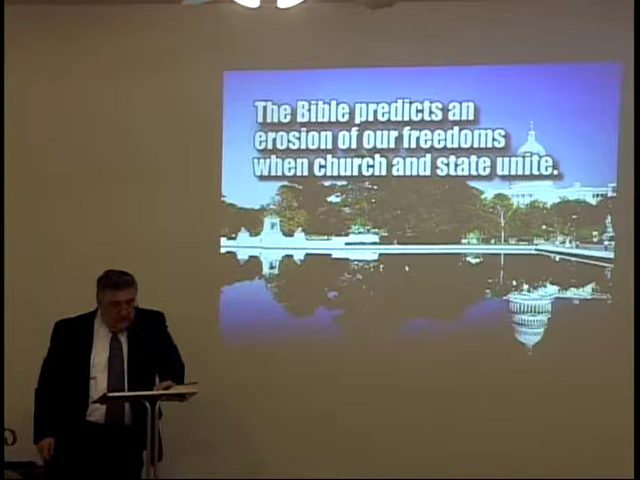 The Bible predicts an
erosion of our freedoms
when church and state unite.